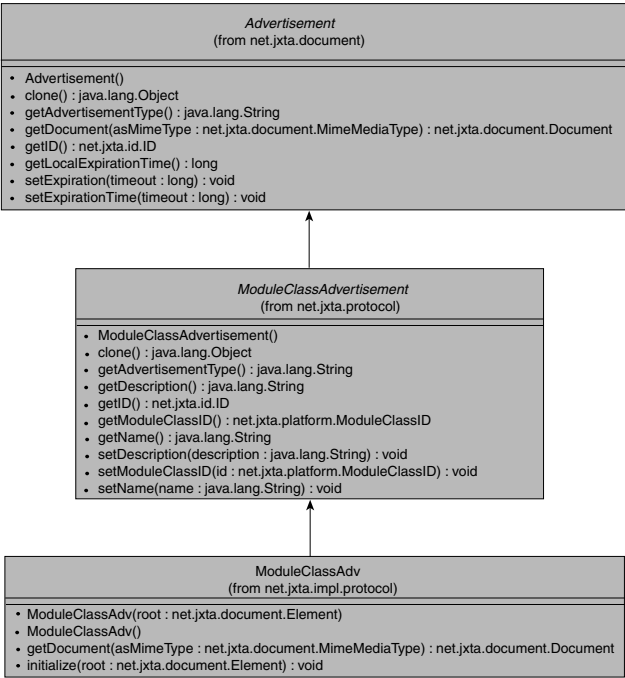 Advertisement
(from net.jxta.document)
• Advertisement()
• clone() : java.lang.Object
• getAdvertisementType() : java.lang.String
• getDocument(asMimeType : net.jxta.document.MimeMediaType) : net.jxta.document.Document
• getID() : net.jxta.id.ID
• getLocalExpirationTime() : long
• setExpiration(timeout : long) : void
• setExpirationTime(timeout : long) : void
ModuleClassAdvertisement
(from net.jxta.protocol)
• ModuleClassAdvertisement()
• clone() : java.lang.Object
• getAdvertisementType() : java.lang.String
• getDescription() : java.lang.String
• getID() : net.jxta.id.ID
• getModuleClassID() : net.jxta.platform.ModuleClassID
• getName() : java.lang.String
• setDescription(description : java.lang.String) : void
• setModuleClassID(id : net.jxta.platform.ModuleClassID) : void
• setName(name : java.lang.String) : void
ModuleClassAdv
(from net.jxta.impl.protocol)
• ModuleClassAdv(root : net.jxta.document.Element)
• ModuleClassAdv()
• getDocument(asMimeType : net.jxta.document.MimeMediaType) : net.jxta.document.Document
• initialize(root : net.jxta.document.Element) : void